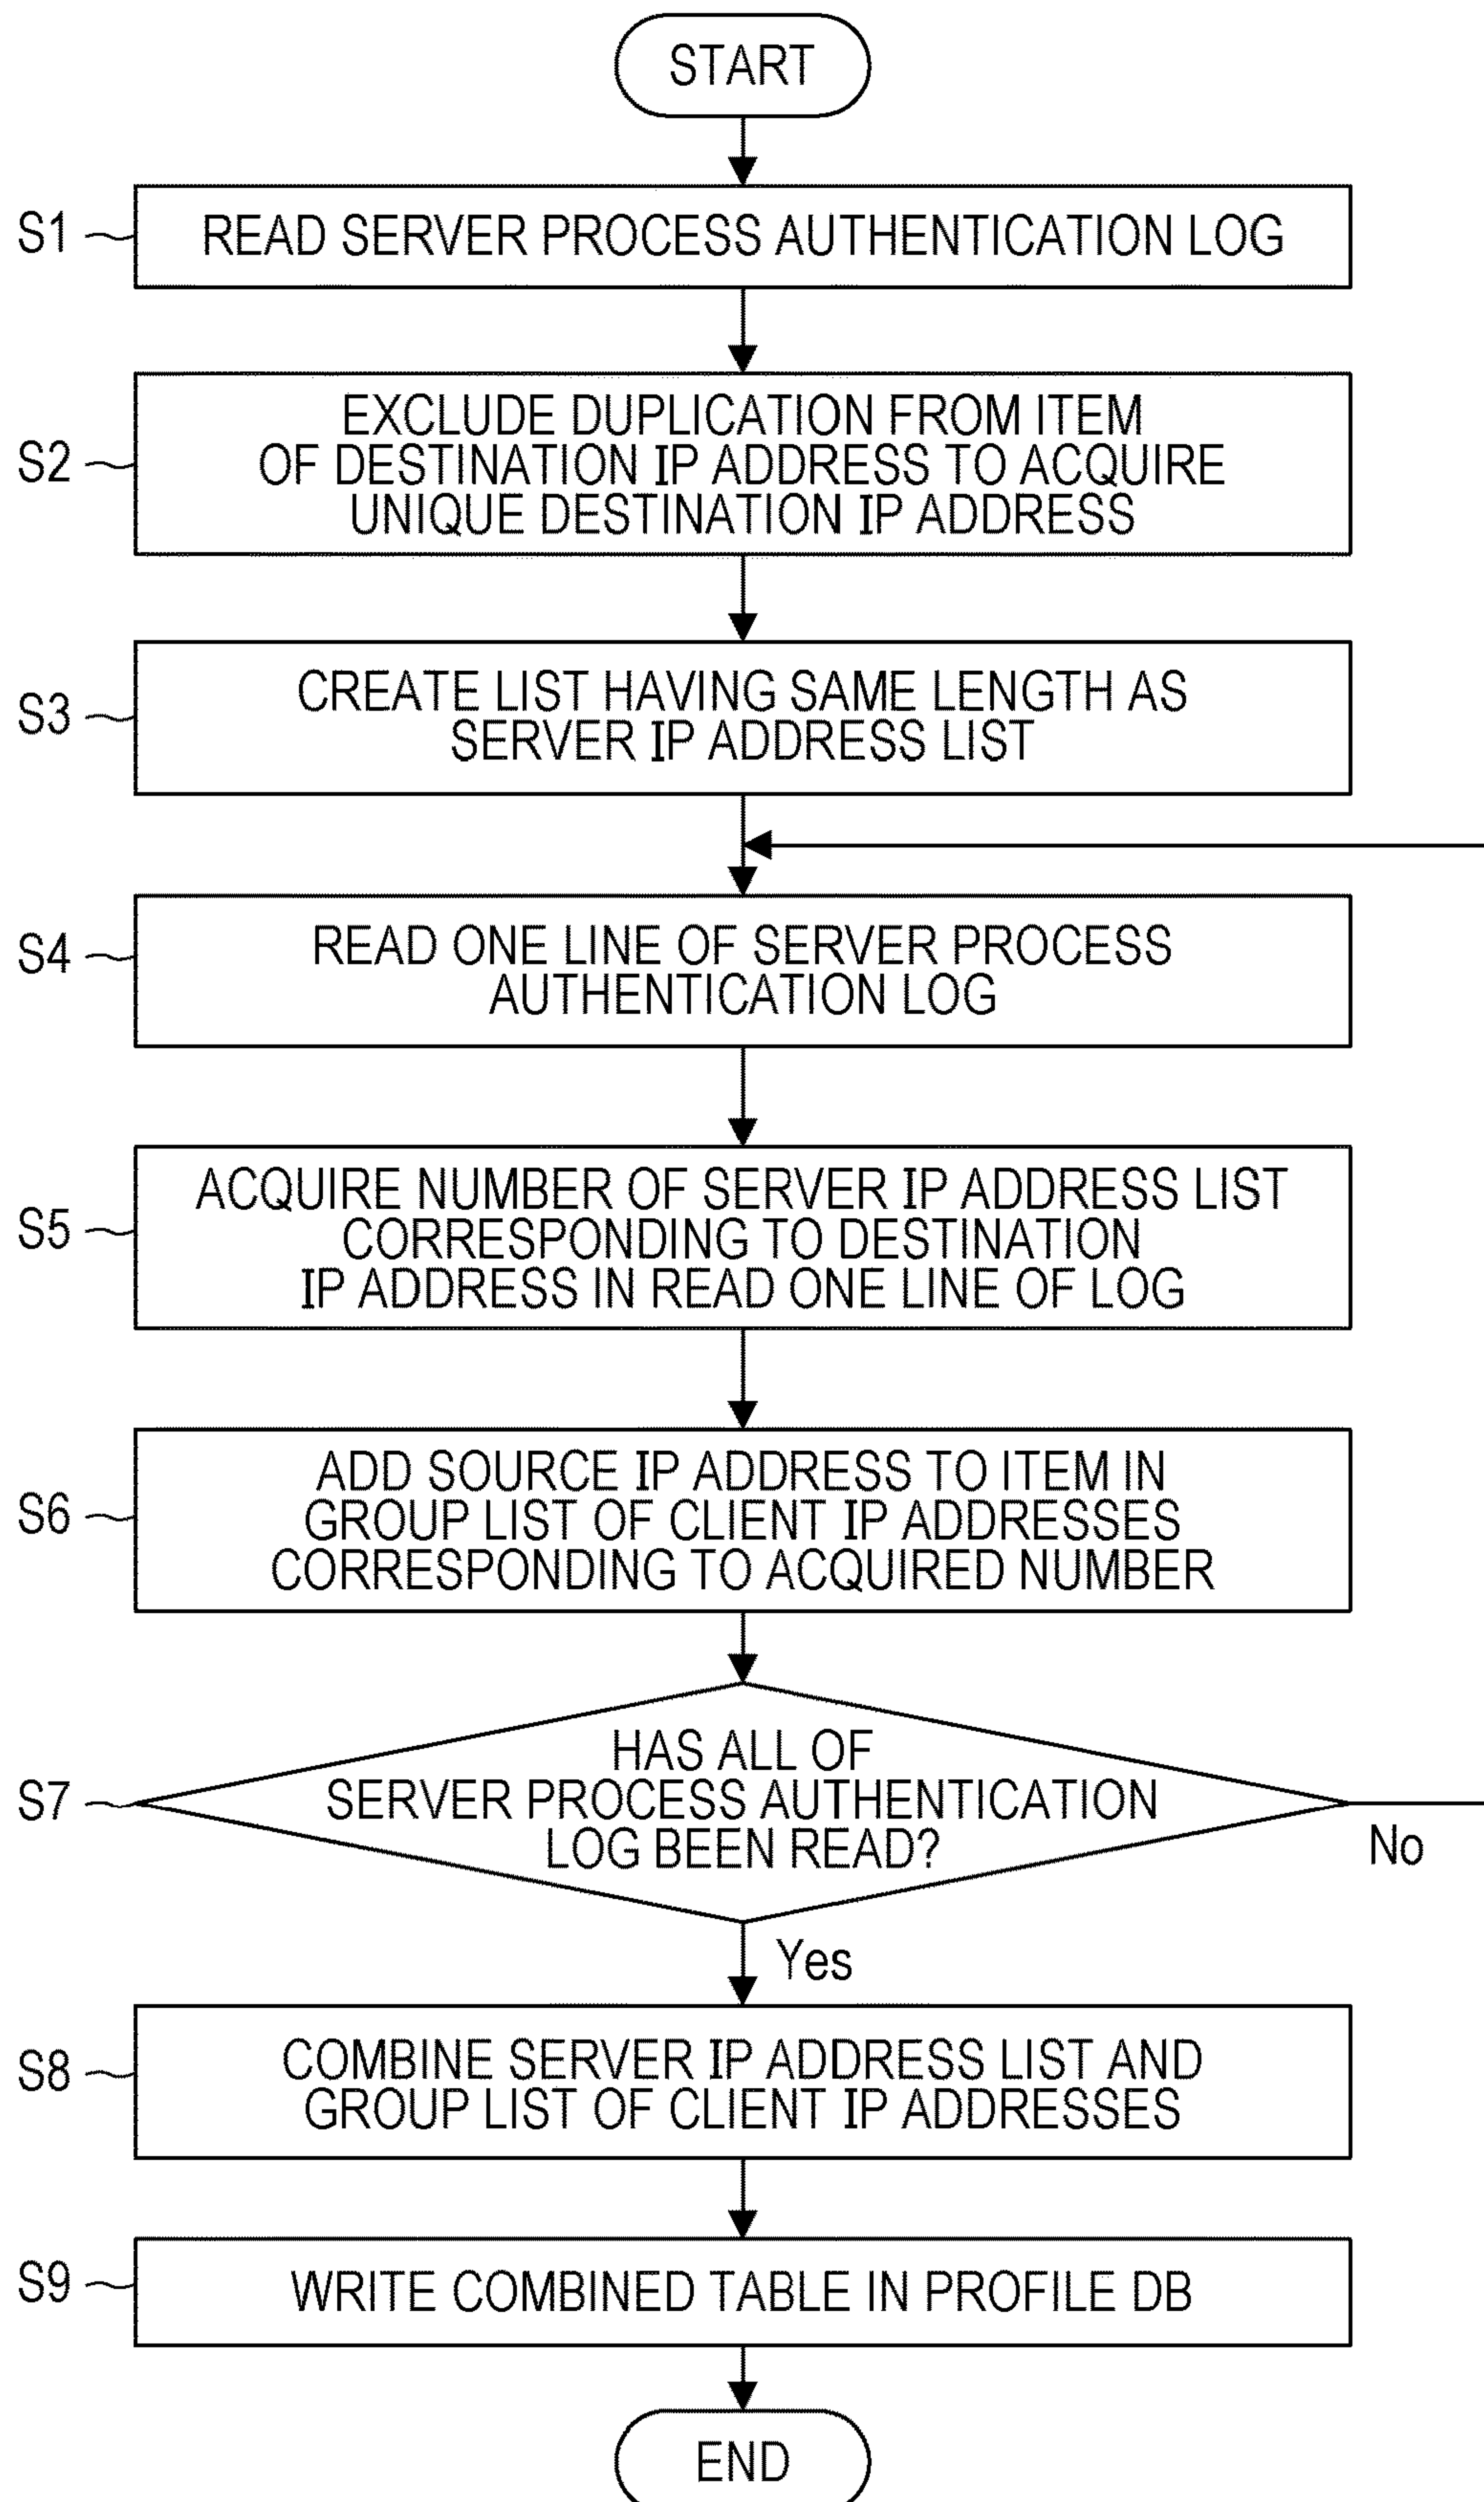 START
S1
READ SERVER PROCESS AUTHENTICATION LOG
S2
EXCLUDE DUPLICATION FROM ITEM
OF DESTINATION IP ADDRESS TO ACQUIRE
UNIQUE DESTINATION IP ADDRESS
S3
CREATE LIST HAVING SAME LENGTH AS
SERVER IP ADDRESS LIST
S4
READ ONE LINE OF SERVER PROCESS
AUTHENTICATION LOG
S5
ACQUIRE NUMBER OF SERVER IP ADDRESS LIST
CORRESPONDING TO DESTINATION
IP ADDRESS IN READ ONE LINE OF LOG
S6
ADD SOURCE IP ADDRESS TO ITEM IN
GROUP LIST OF CLIENT IP ADDRESSES
CORRESPONDING TO ACQUIRED NUMBER
S7
HAS ALL OF
SERVER PROCESS AUTHENTICATION
LOG BEEN READ?
No
Yes
S8
COMBINE SERVER IP ADDRESS LIST AND
GROUP LIST OF CLIENT IP ADDRESSES
S9
WRITE COMBINED TABLE IN PROFILE DB
END